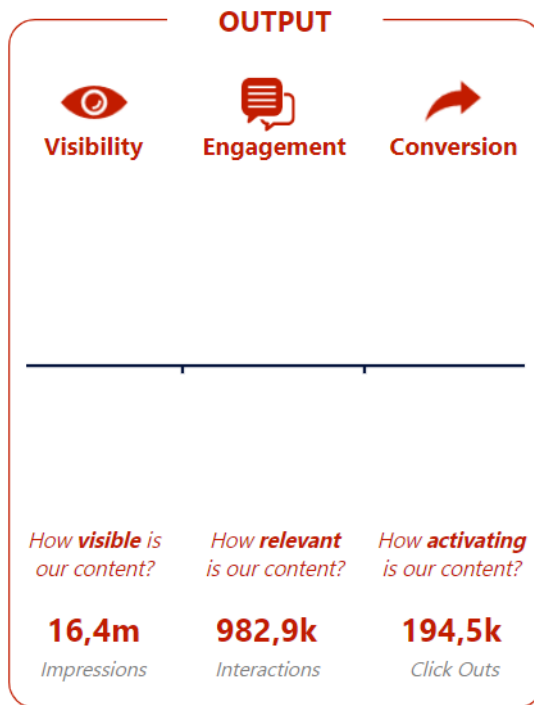 OUTPUT
Visibility
Engagement
Conversion
How visible is
our content?
How relevant
is our content?
How activating
is our content?
16,4m
982,9k
194,5k
Impressions
Interactions
Click Outs